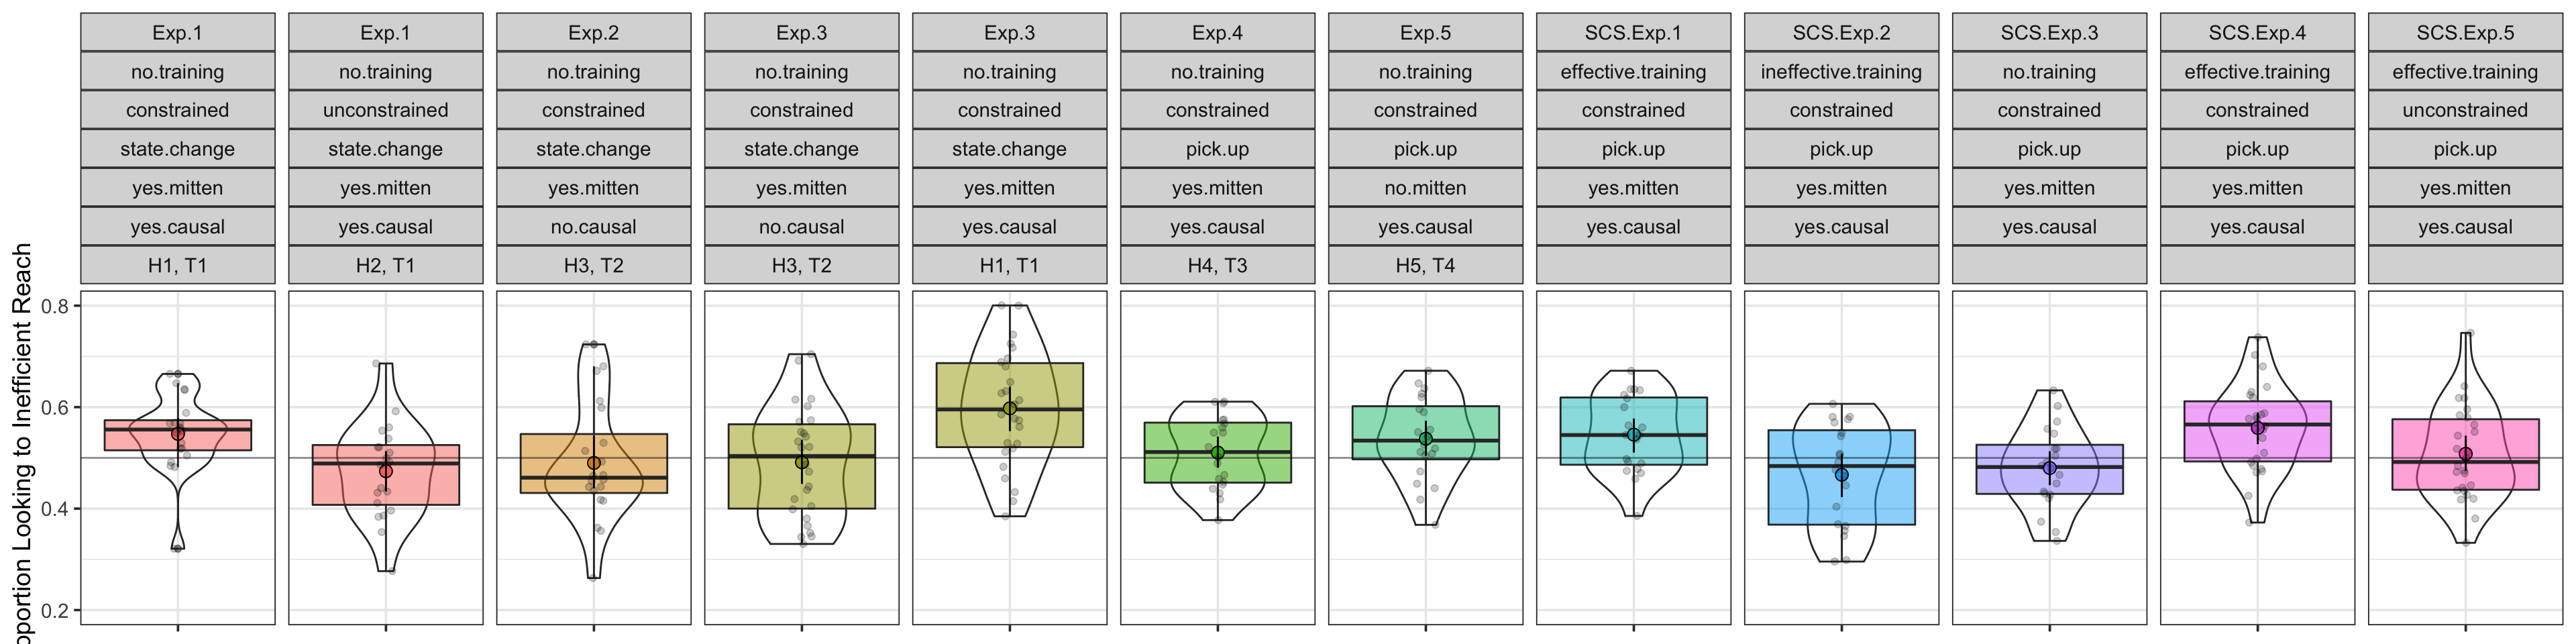 Exp.1 Exp.1 Exp.2 Exp.3 Exp.3 Exp.4 Exp.5 SCS.Exp.1 SCS.Exp.2 SCS.Exp.3 SCS.Exp.4 SCS.Exp.5
no.training no.training no.training no.training no.training no.training no.training effective.training ineffective.training no.training effective.training effective.training
constrained unconstrained constrained constrained constrained constrained constrained constrained constrained constrained constrained unconstrained
state.change state.change state.change state.change state.change pick.up pick.up pick.up pick.up pick.up pick.up pick.up
yes.mitten yes.mitten yes.mitten yes.mitten yes.mitten yes.mitten no.mitten yes.mitten yes.mitten yes.mitten yes.mitten yes.mitten
yes.causal yes.causal no.causal no.causal yes.causal yes.causal yes.causal yes.causal yes.causal yes.causal yes.causal yes.causal
H1, T1 H2, T1 H3, T2 H3, T2 H1, T1 H4, T3 H5, T4
oportion Looking to Inefficient Reach
0.8
0.6
0.4
0.2